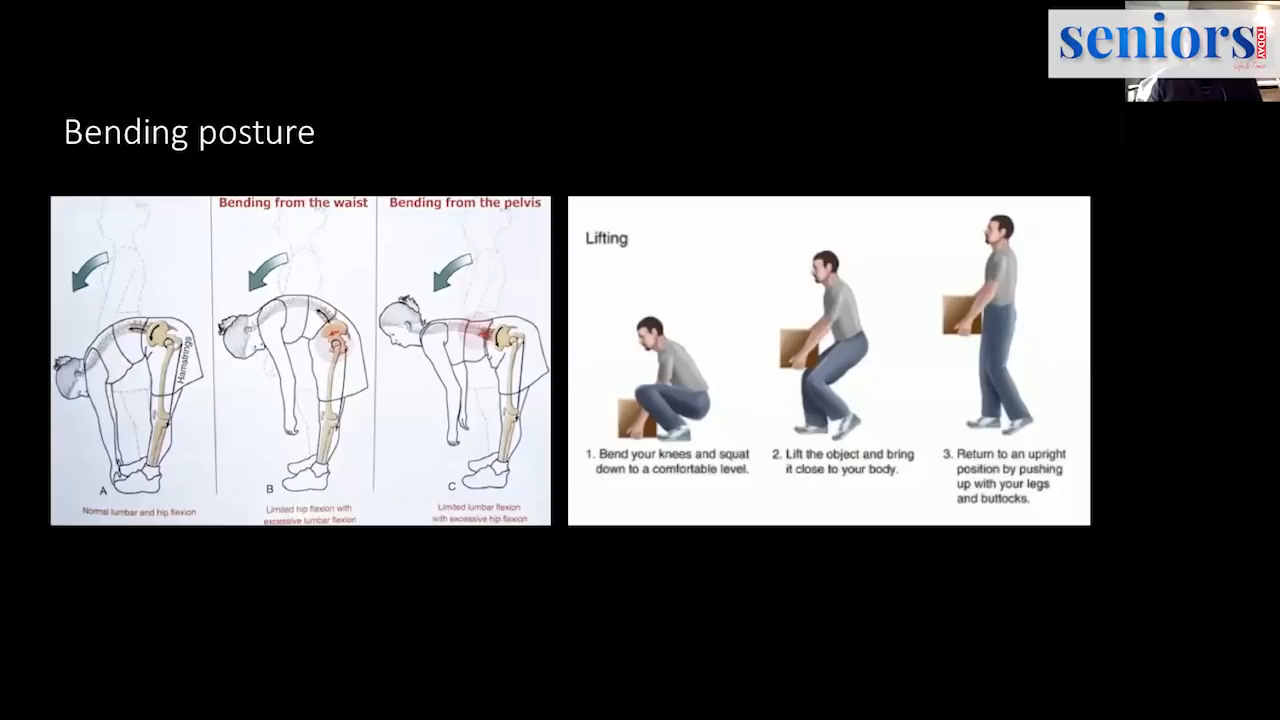 seniors
TODAY
Life & Times
Bending posture
Bending from the waist
Bending from the pelvis
Hamstrings
A
B
C
Normal lumbar and hip flexion
Limited hip flexion with
excessive lumbar flexion
Limited lumbar flexion
with excessive hip flexion
Lifting
1. Bend your knees and squat
down to a comfortable level.
2. Lift the object and bring
it close to your body.
3. Return to an upright
position by pushing
up with your legs
and buttocks.